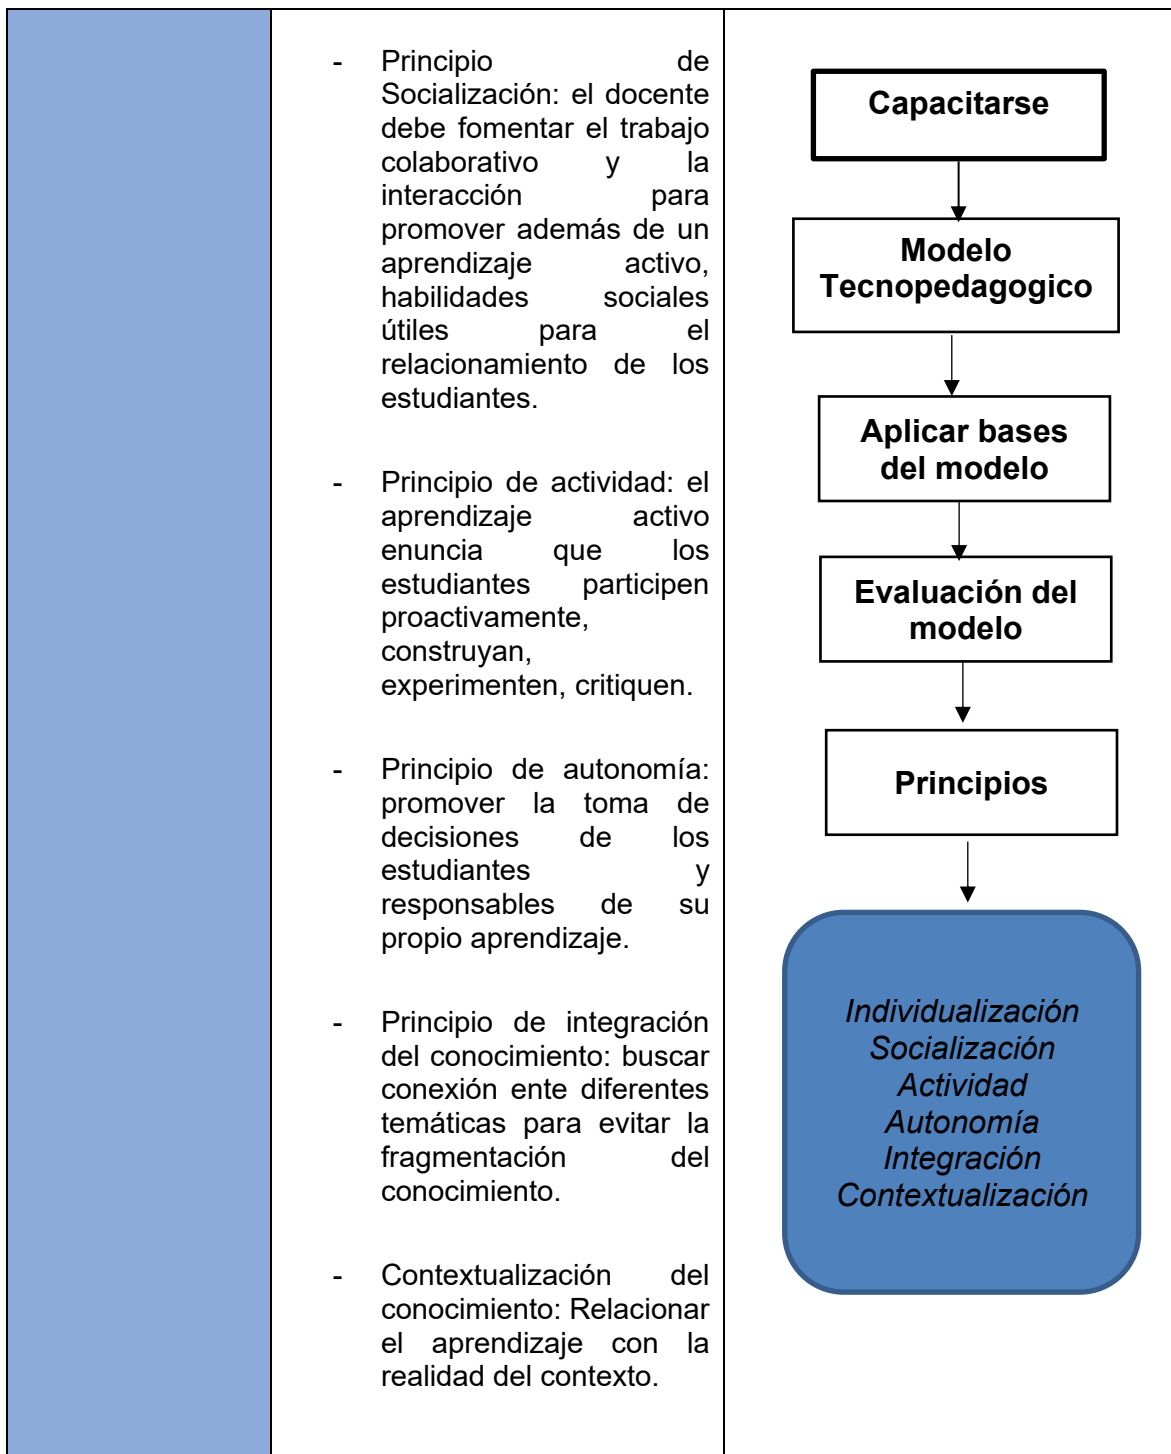 - Principio de
Socialización: el docente
debe fomentar el trabajo
colaborativo y la
interacción para
promover además de un
aprendizaje activo,
habilidades sociales
útiles para el
relacionamiento de los
estudiantes.
- Principio de actividad: el
aprendizaje activo
enuncia que los
estudiantes participen
proactivamente,
construyan,
experimenten, critiquen.
- Principio de autonomía:
promover la toma de
decisiones de los
estudiantes y
responsables de su
propio aprendizaje.
- Principio de integración
del conocimiento: buscar
conexión ente diferentes
temáticas para evitar la
fragmentación del
conocimiento.
- Contextualización del
conocimiento: Relacionar
el aprendizaje con la
realidad del contexto.
Capacitarse
Modelo
Tecnopedagogico
Aplicar bases
del modelo
Evaluación del
modelo
Principios
Individualización
Socialización
Actividad
Autonomía
Integración
Contextualización